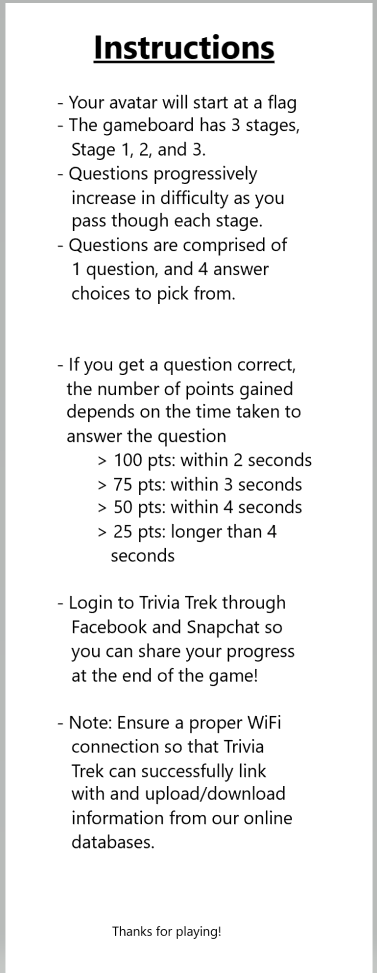 Instructions
- Your avatar will start at a flag
- The gameboard has 3 stages,
Stage 1, 2, and 3.
- Questions progressively
increase in difficulty as you
pass though each stage.
- Questions are comprised of
1 question, and 4 answer
choices to pick from.
- If you get a question correct,
the number of points gained
depends on the time taken to
answer the question
> 100 pts: within 2 seconds
> 75 pts: within 3 seconds
> 50 pts: within 4 seconds
> 25 pts: longer than 4
seconds
- Login to Trivia Trek through
Facebook and Snapchat so
you can share your progress
at the end of the game!
- Note: Ensure a proper WiFi
connection so that Trivia
Trek can successfully link
with and upload/download
information from our online
databases.
Thanks for playing!